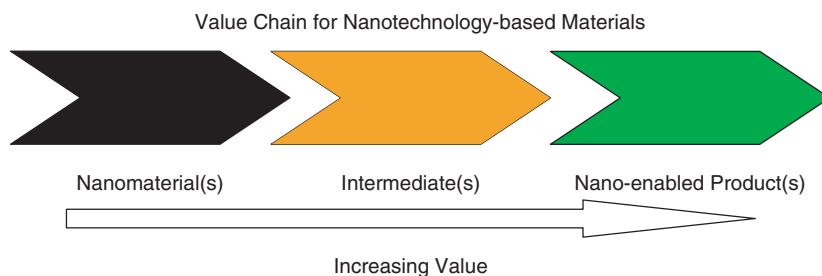 Value Chain for Nanotechnology-based Materials
Nanomaterial(s) Intermediate(s) Nano-enabled Product(s)
Increasing Value